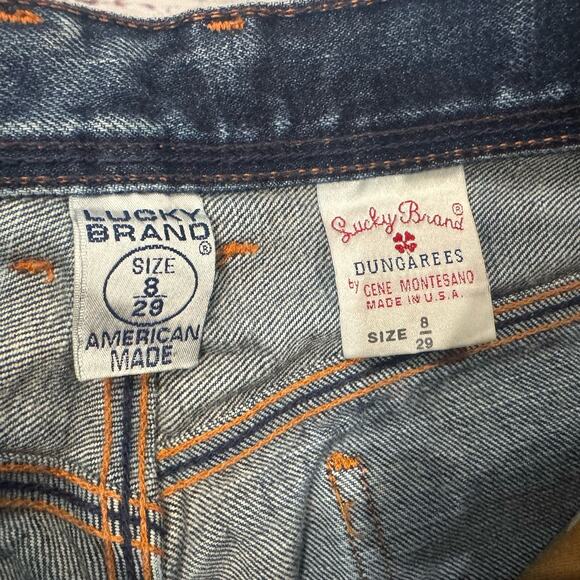 LUCKY
BRAND®
SIZE
8
29
AMERICAN
MADE
Lucky Brand®
DUNGAREES
by GENE MONTESANO
MADE IN U.S.A.
SIZE 8
29